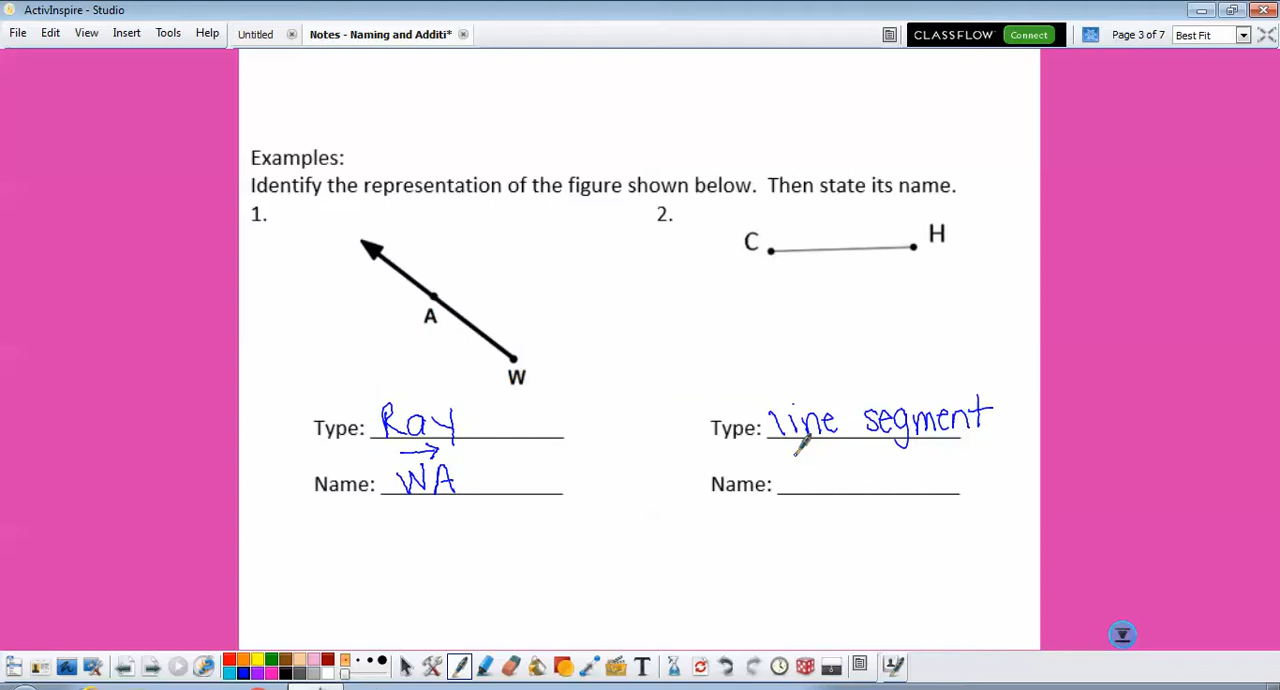 ActivInspire - Studio
File Edit View Insert Tools Help Untitled Notes - Naming and Additi* CLASSFLOW Connect Page 3 of 7 Best Fit
Examples:
Identify the representation of the figure shown below. Then state its name.
1. 2.
C H
A
W
Type: Ray Type: line segment
Name: WA Name:
T